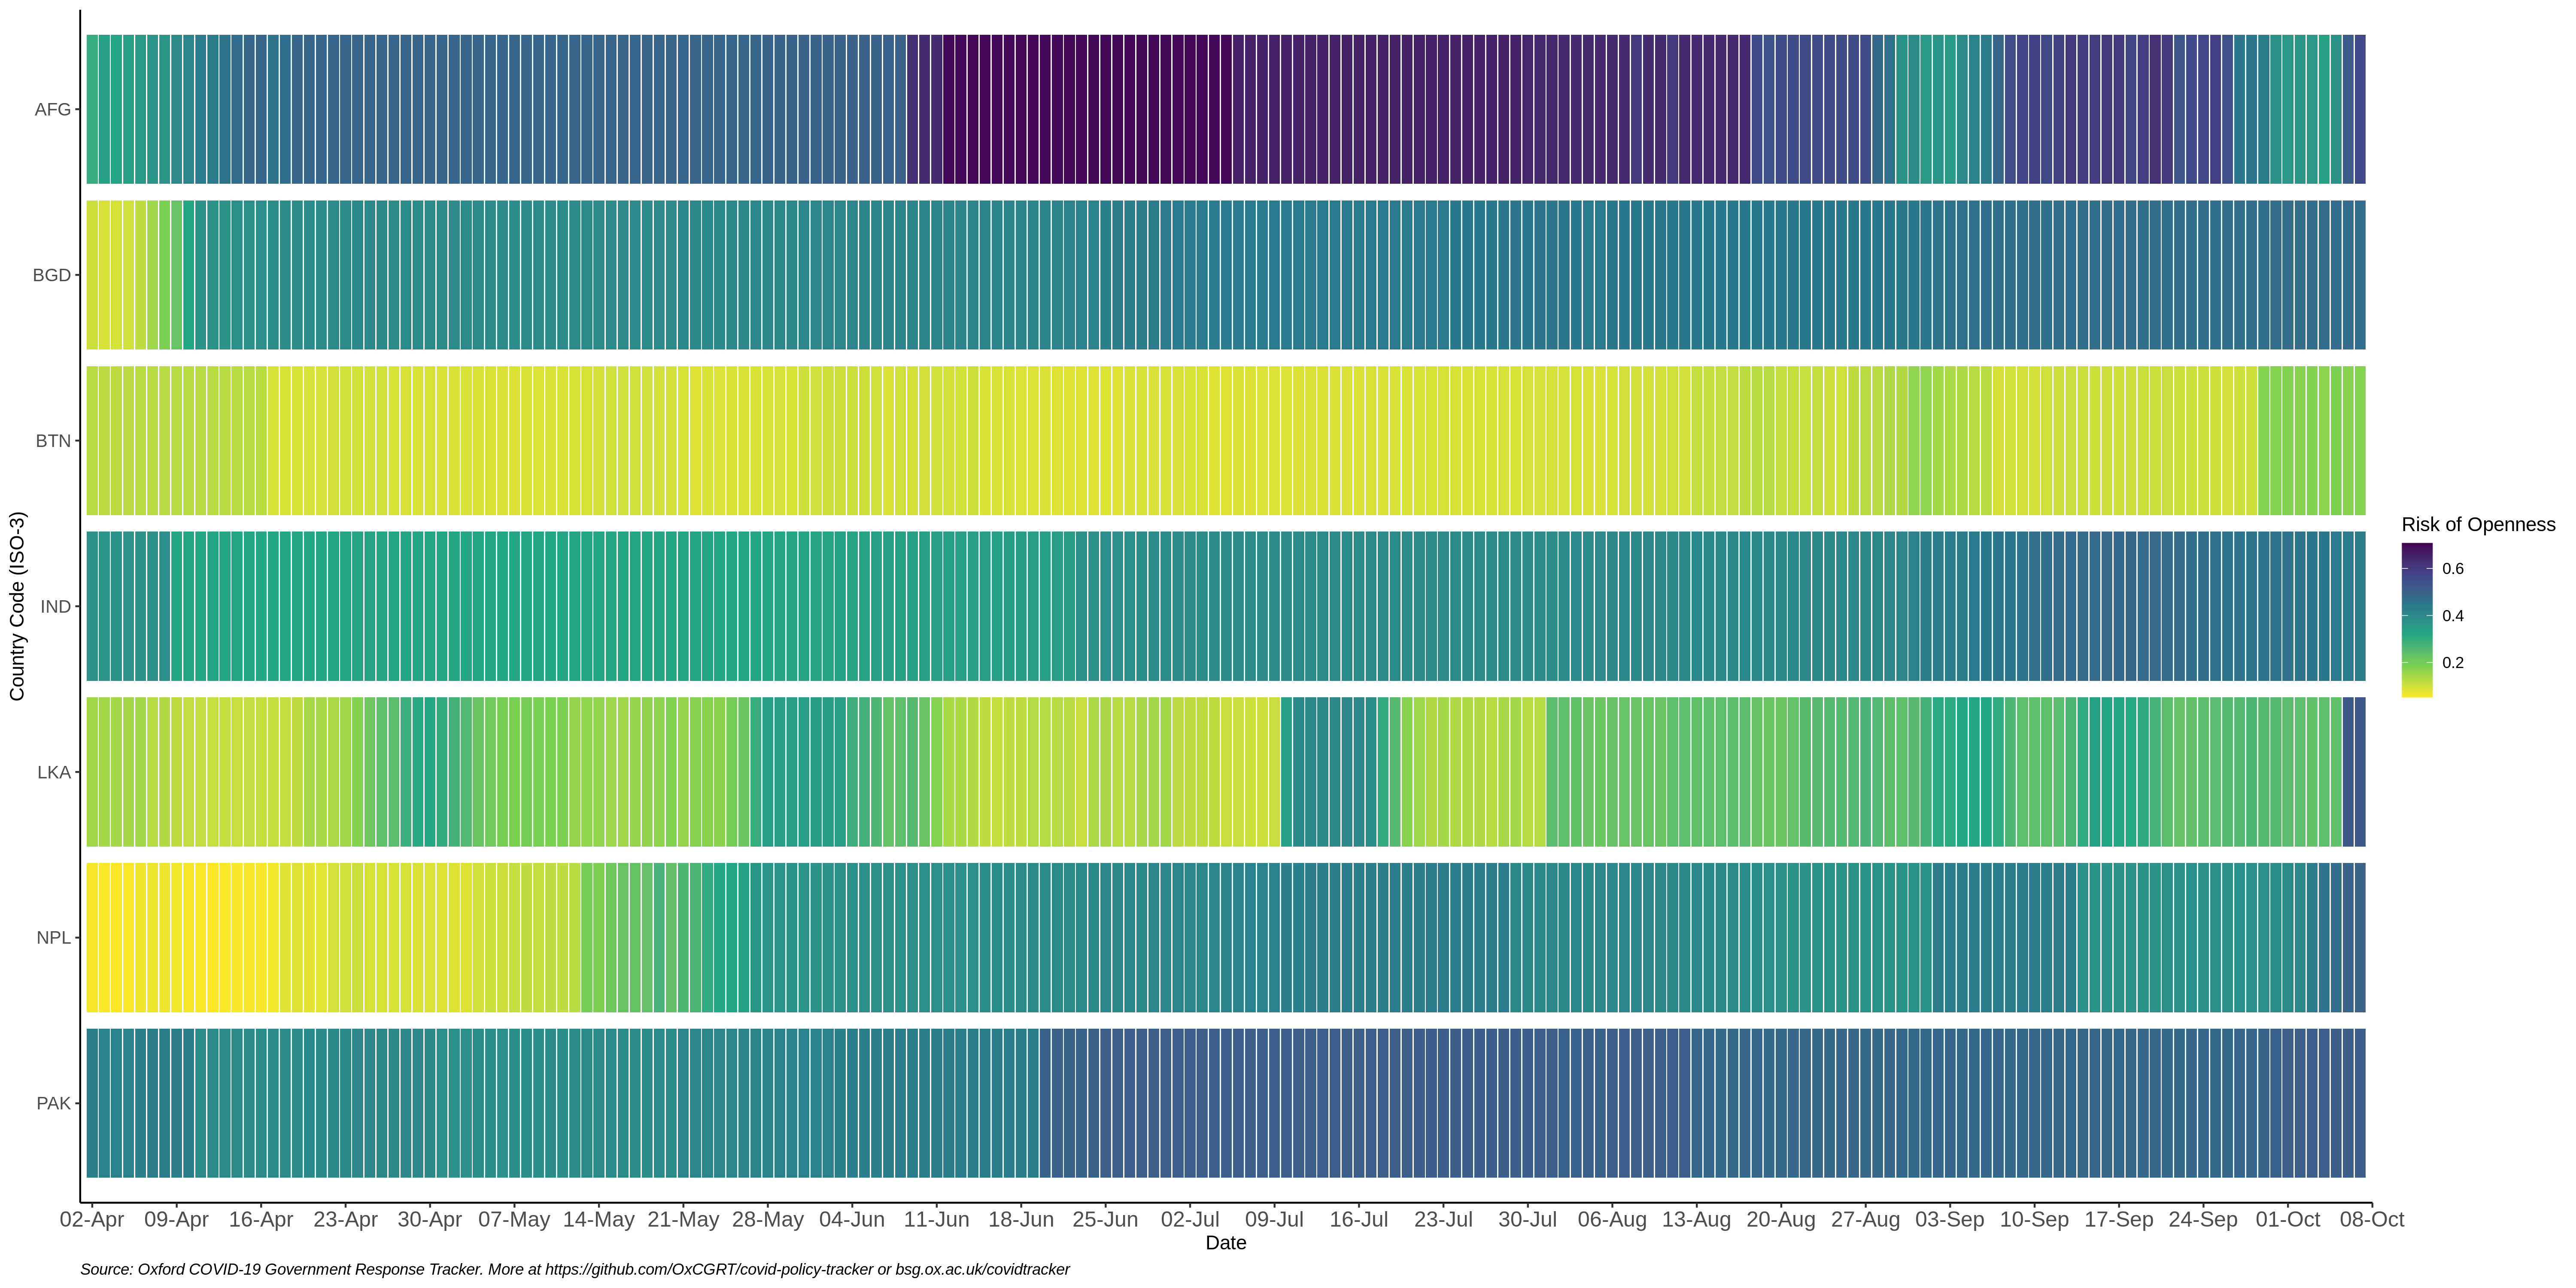 AFG
BGD
BTN
IND
LKA
NPL
PAK
Country Code (ISO-3)
02-Apr 09-Apr 16-Apr 23-Apr 30-Apr 07-May 14-May 21-May 28-May 04-Jun 11-Jun 18-Jun 25-Jun 02-Jul 09-Jul 16-Jul 23-Jul 30-Jul 06-Aug 13-Aug 20-Aug 27-Aug 03-Sep 10-Sep 17-Sep 24-Sep 01-Oct 08-Oct
Date
Source: Oxford COVID-19 Government Response Tracker. More at https://github.com/OxCGRT/covid-policy-tracker or bsg.ox.ac.uk/covidtracker
Risk of Openness
0.6
0.4
0.2